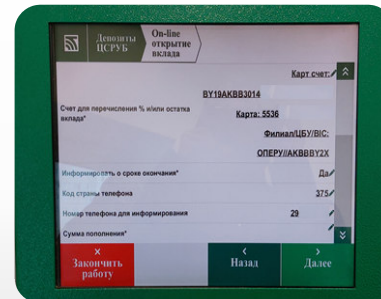 Депозиты
ЦСРУБ
On-line
открытие
вклада
Карт счет:
BY19AKBB3014
Счет для перечисления % и/или остатка
вклада*
Карта: 5536
Филиал/ЦБУ/BIC:
ОПЕРУ//AKBBBY2X
Информировать о сроке окончания*
Да
Код страны телефона
375
Номер телефона для информирования
29
Сумма пополнения*
X
Закончить
работу
<
Назад
>
Далее